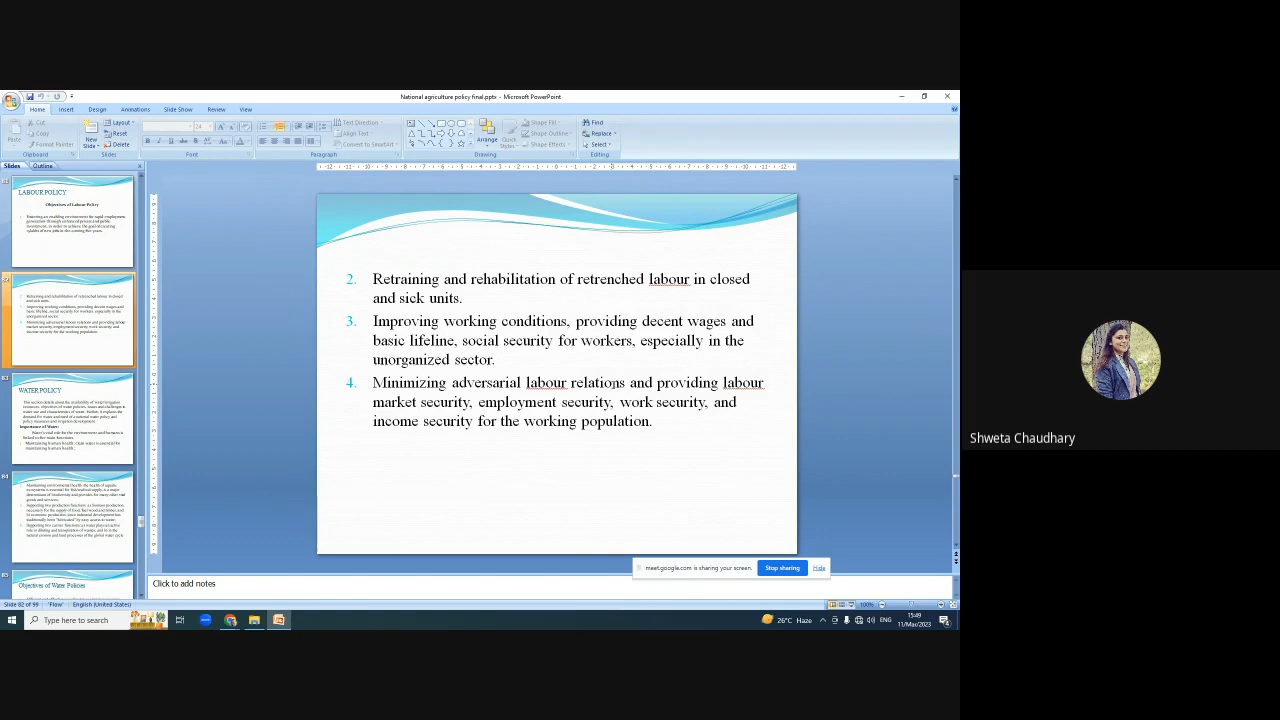 National agriculture policy final.pptx - Microsoft PowerPoint
Home Insert Design Animations Slide Show Review View
Cut
Copy
Format Painter
Paste
Clipboard
New
Slide
Layout
Reset
Delete
Slides
Font
Text Direction
Align Text
Convert to SmartArt
Paragraph
Arrange
Quick
Styles
Shape Fill
Shape Outline
Shape Effects
Drawing
Find
Replace
Select
Editing
Slides Outline
LABOUR POLICY
Objectives of Labour Policy
2. Retraining and rehabilitation of retrenched labour in closed
and sick units.
3. Improving working conditions, providing decent wages and
basic lifeline, social security for workers, especially in the
unorganized sector.
4. Minimizing adversarial labour relations and providing labour
market security, employment security, work security, and
income security for the working population.
83
WATER POLICY
Importance of Water:
84
85
Objectives of Water Policies
meet.google.com is sharing your screen. Stop sharing Hide
Click to add notes
Slide 82 of 99 "Flow" English (United States)
100%
Type here to search
26°C Haze
ENG
15:49
11/Mar/2023
Shweta Chaudhary